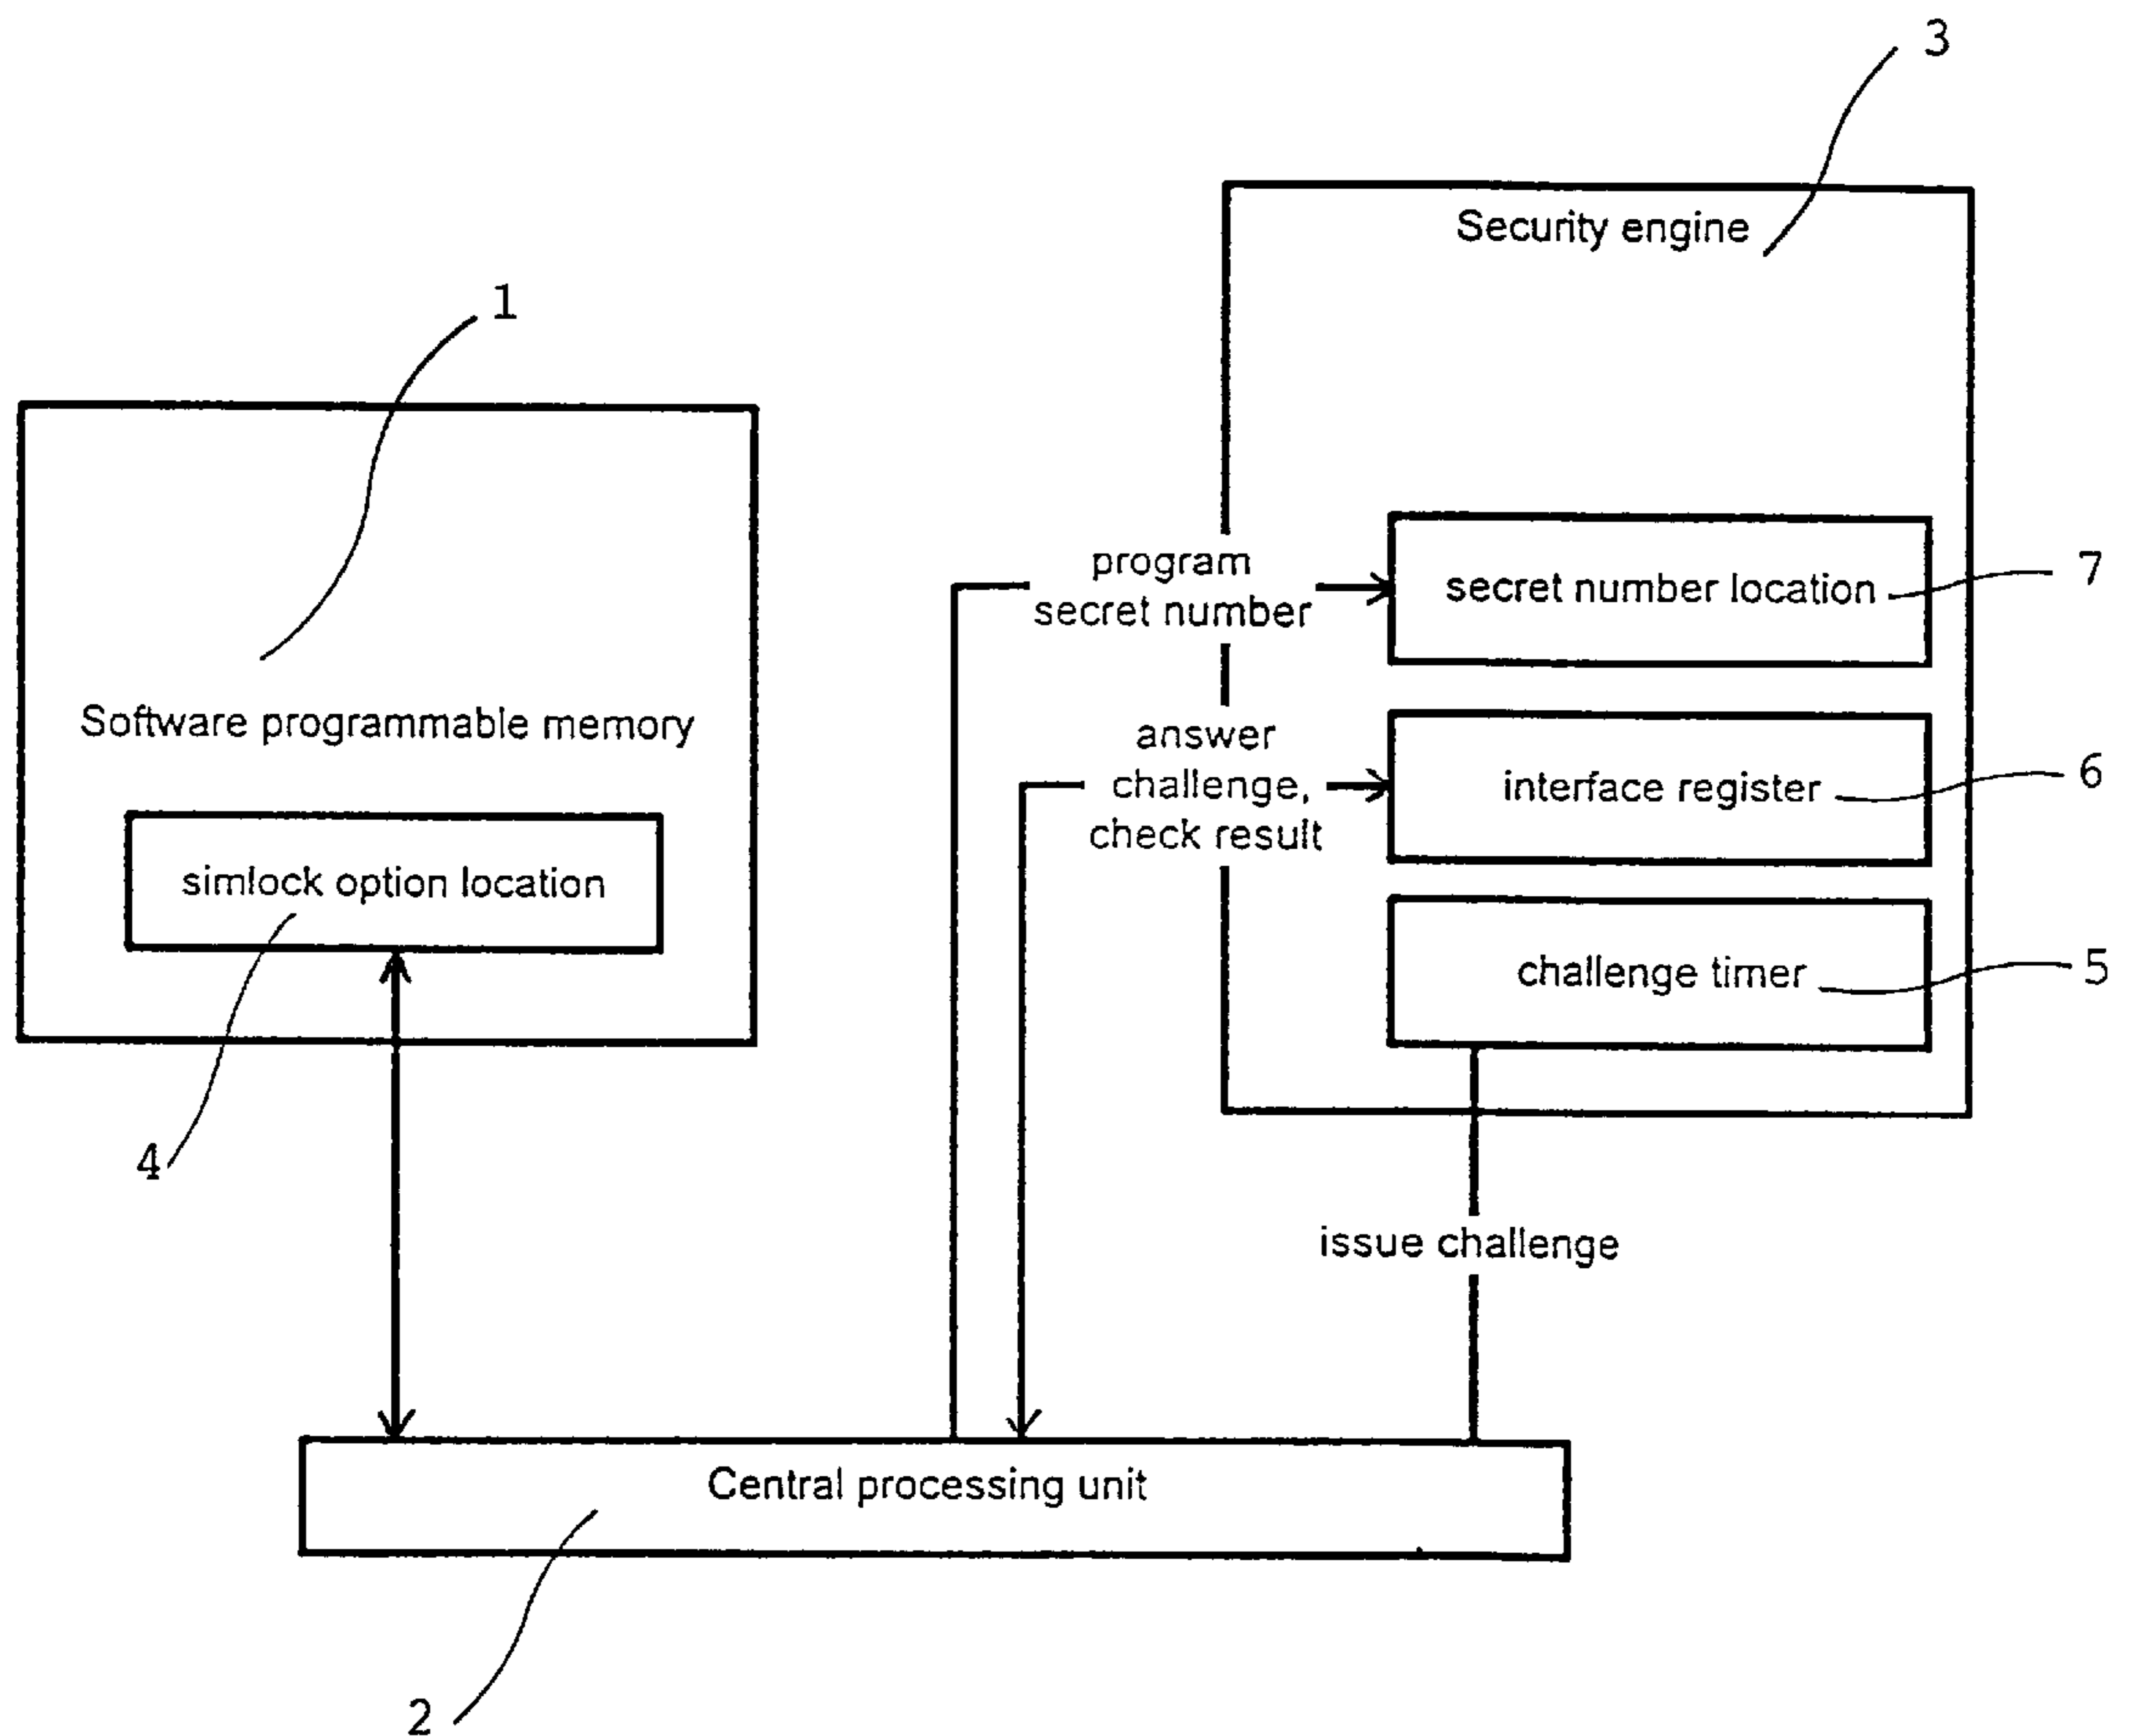 3
Security engine
1
program
secret number
secret number location
7
Software programmable memory
answer
challenge,
check result
interface register
6
simlock option location
challenge timer
5
4
issue challenge
Central processing unit
2